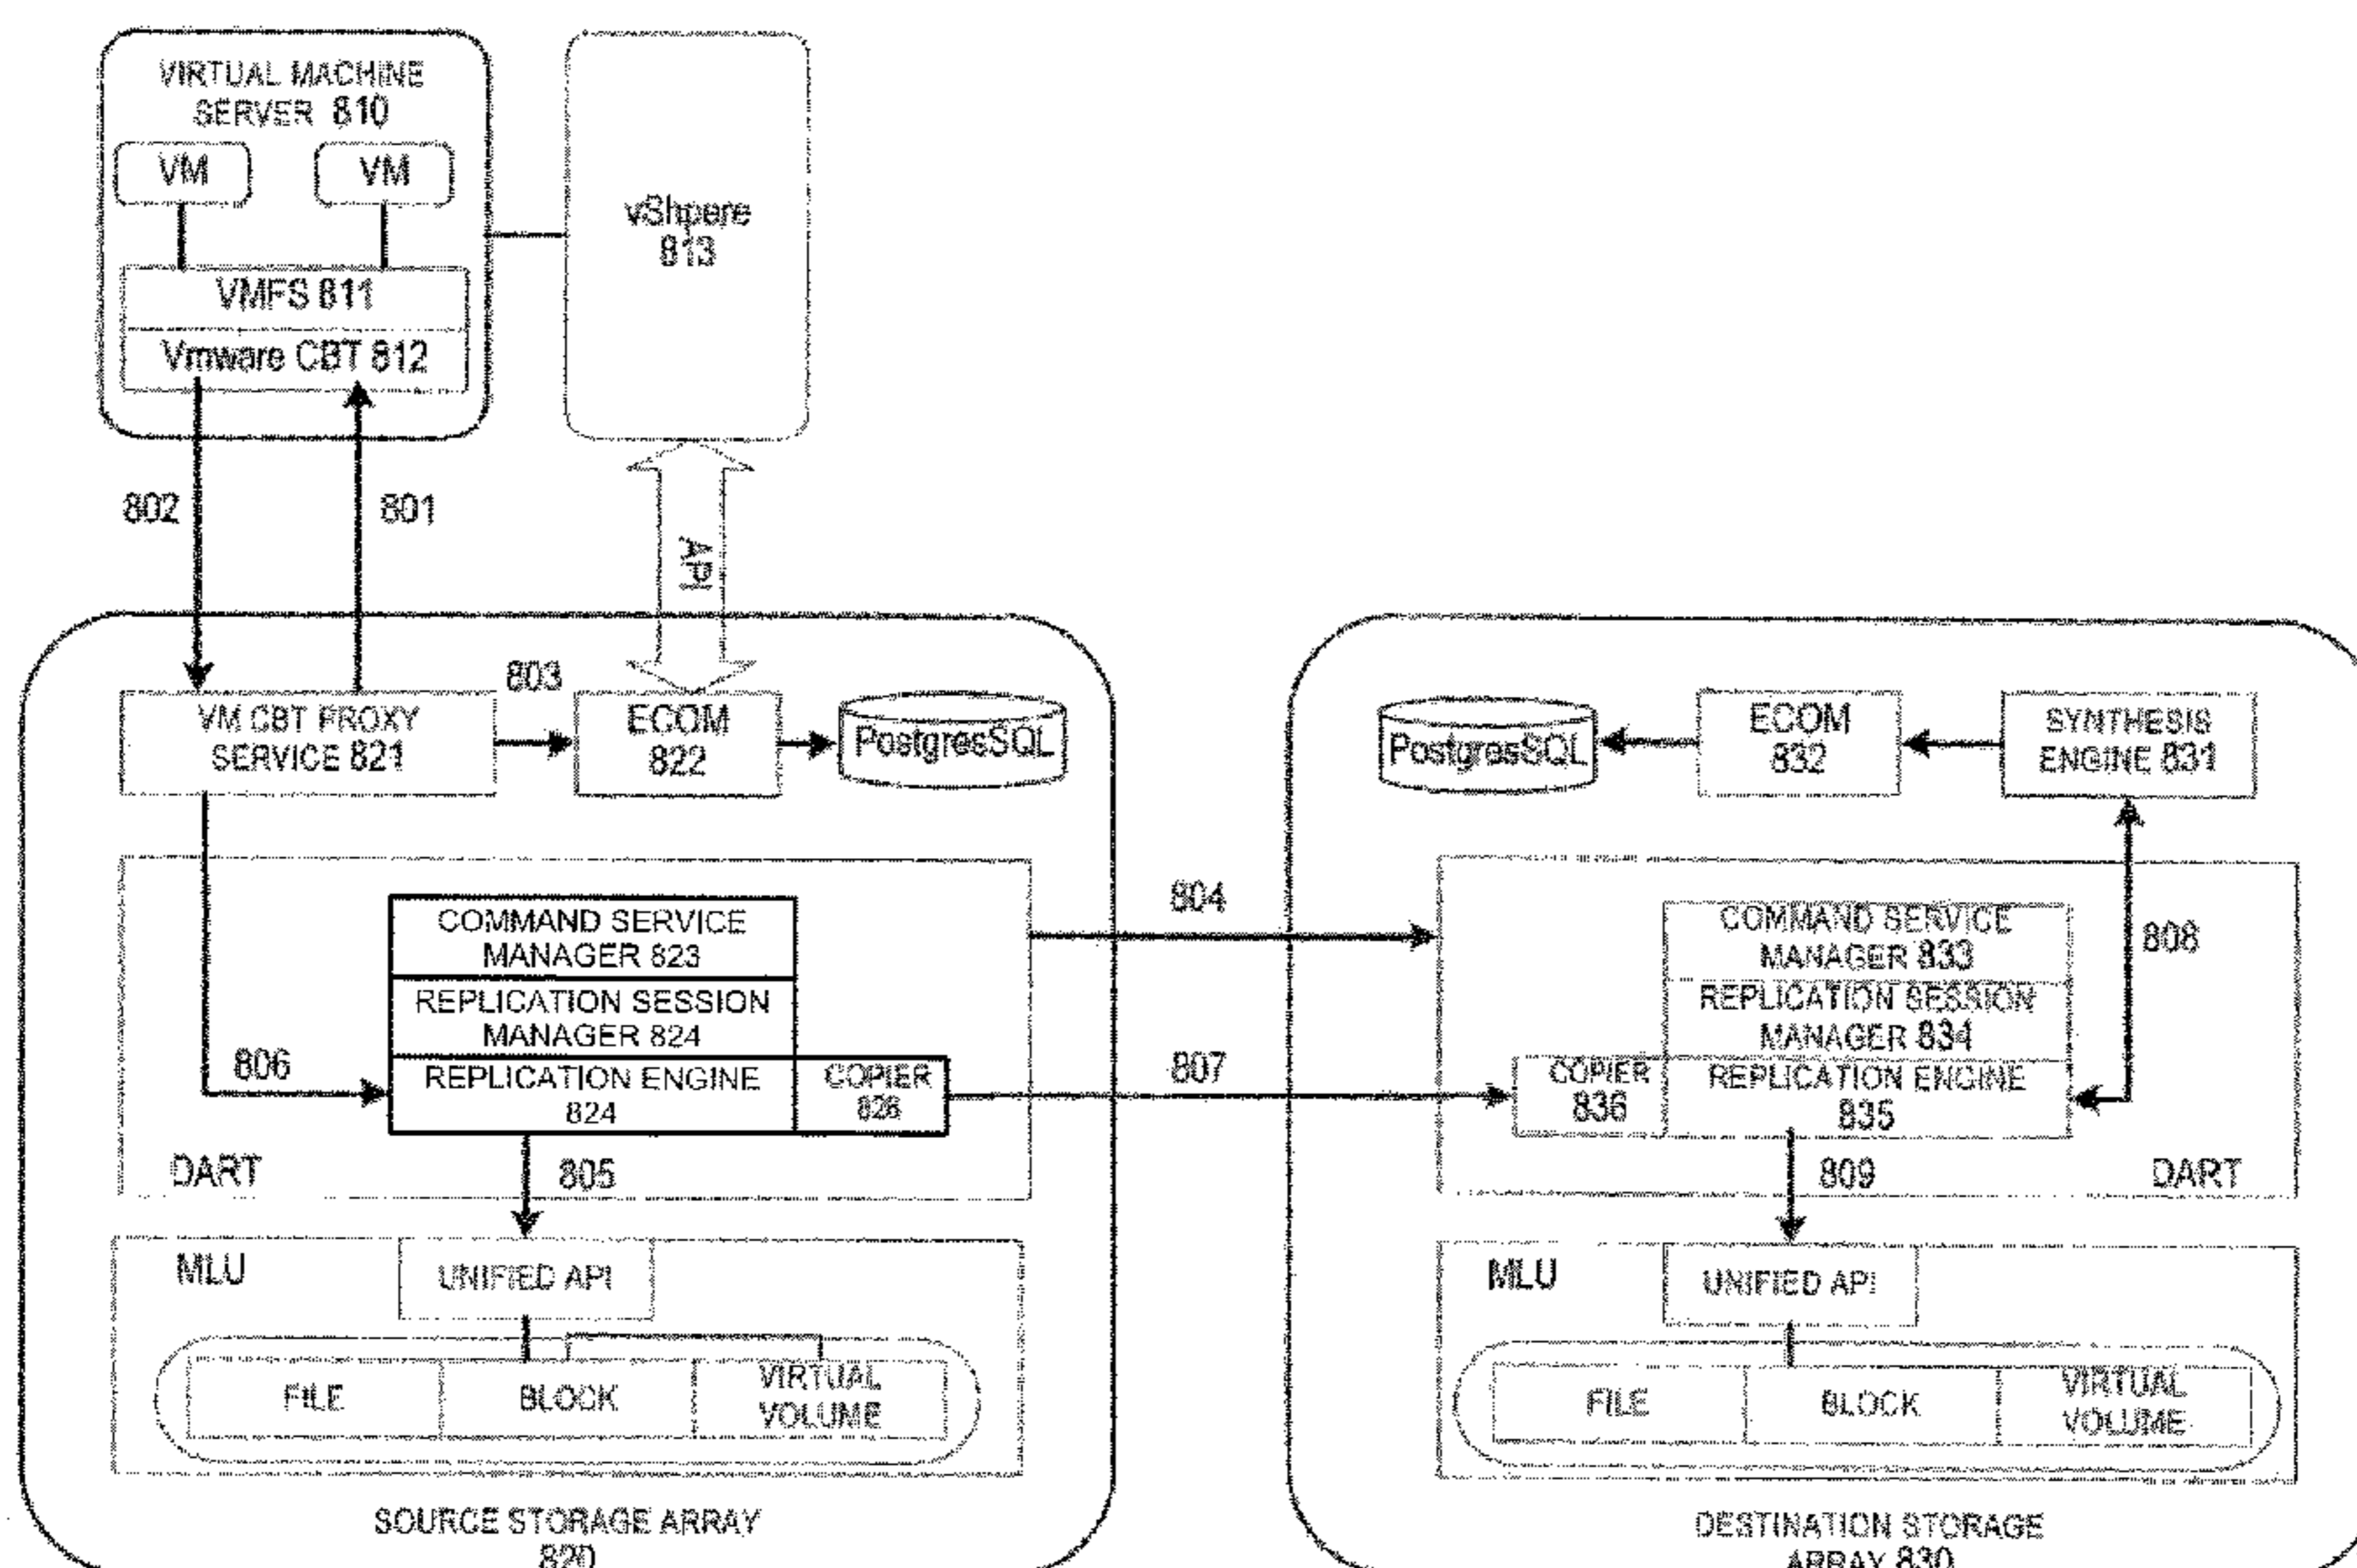 VIRTUAL MACHINE
SERVER 810
VM
VM
VMFS 811
Vmware CBT 812
vShpere
813
802
801
API
VM CBT PROXY
SERVICE 821
803
ECOM
822
PostgresSQL
COMMAND SERVICE
MANAGER 823
REPLICATION SESSION
MANAGER 824
REPLICATION ENGINE
824
COPIER
826
806
DART
805
MLU
UNIFIED API
FILE
BLOCK
VIRTUAL
VOLUME
SOURCE STORAGE ARRAY
820
804
807
PostgresSQL
ECOM
832
SYNTHESIS
ENGINE 831
COMMAND SERVICE
MANAGER 833
REPLICATION SESSION
MANAGER 834
COPIER
836
REPLICATION ENGINE
835
808
809
DART
MLU
UNIFIED API
FILE
BLOCK
VIRTUAL
VOLUME
DESTINATION STORAGE
ARRAY 830